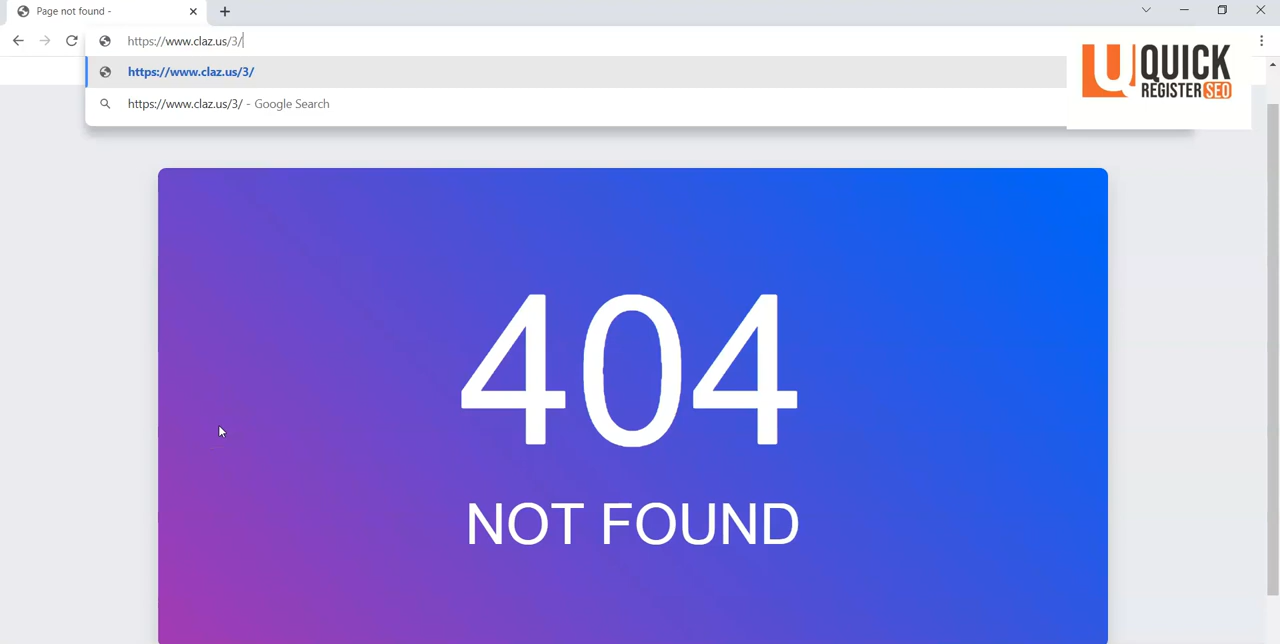 Page not found -
https://www.claz.us/3/
https://www.claz.us/3/
https://www.claz.us/3/ - Google Search
U QUICK
REGISTER SEO
404
NOT FOUND